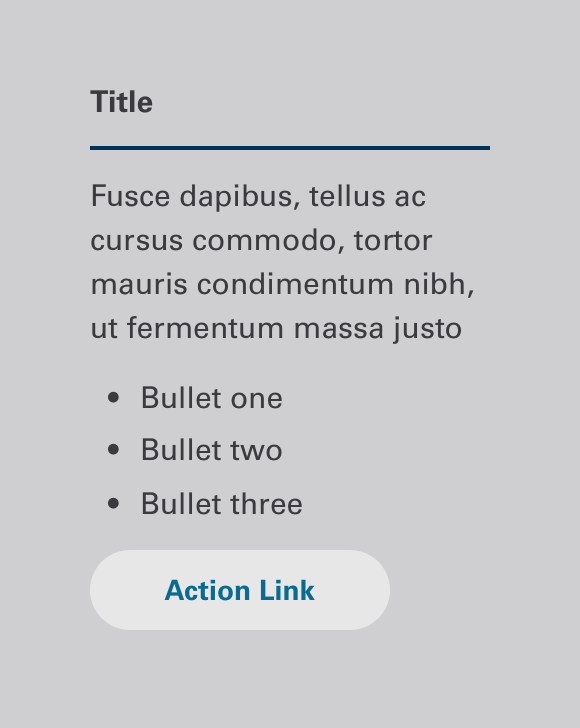 Title
Fusce dapibus, tellus ac
cursus commodo, tortor
mauris condimentum nibh,
ut fermentum massa justo
• Bullet one
• Bullet two
• Bullet three
Action Link